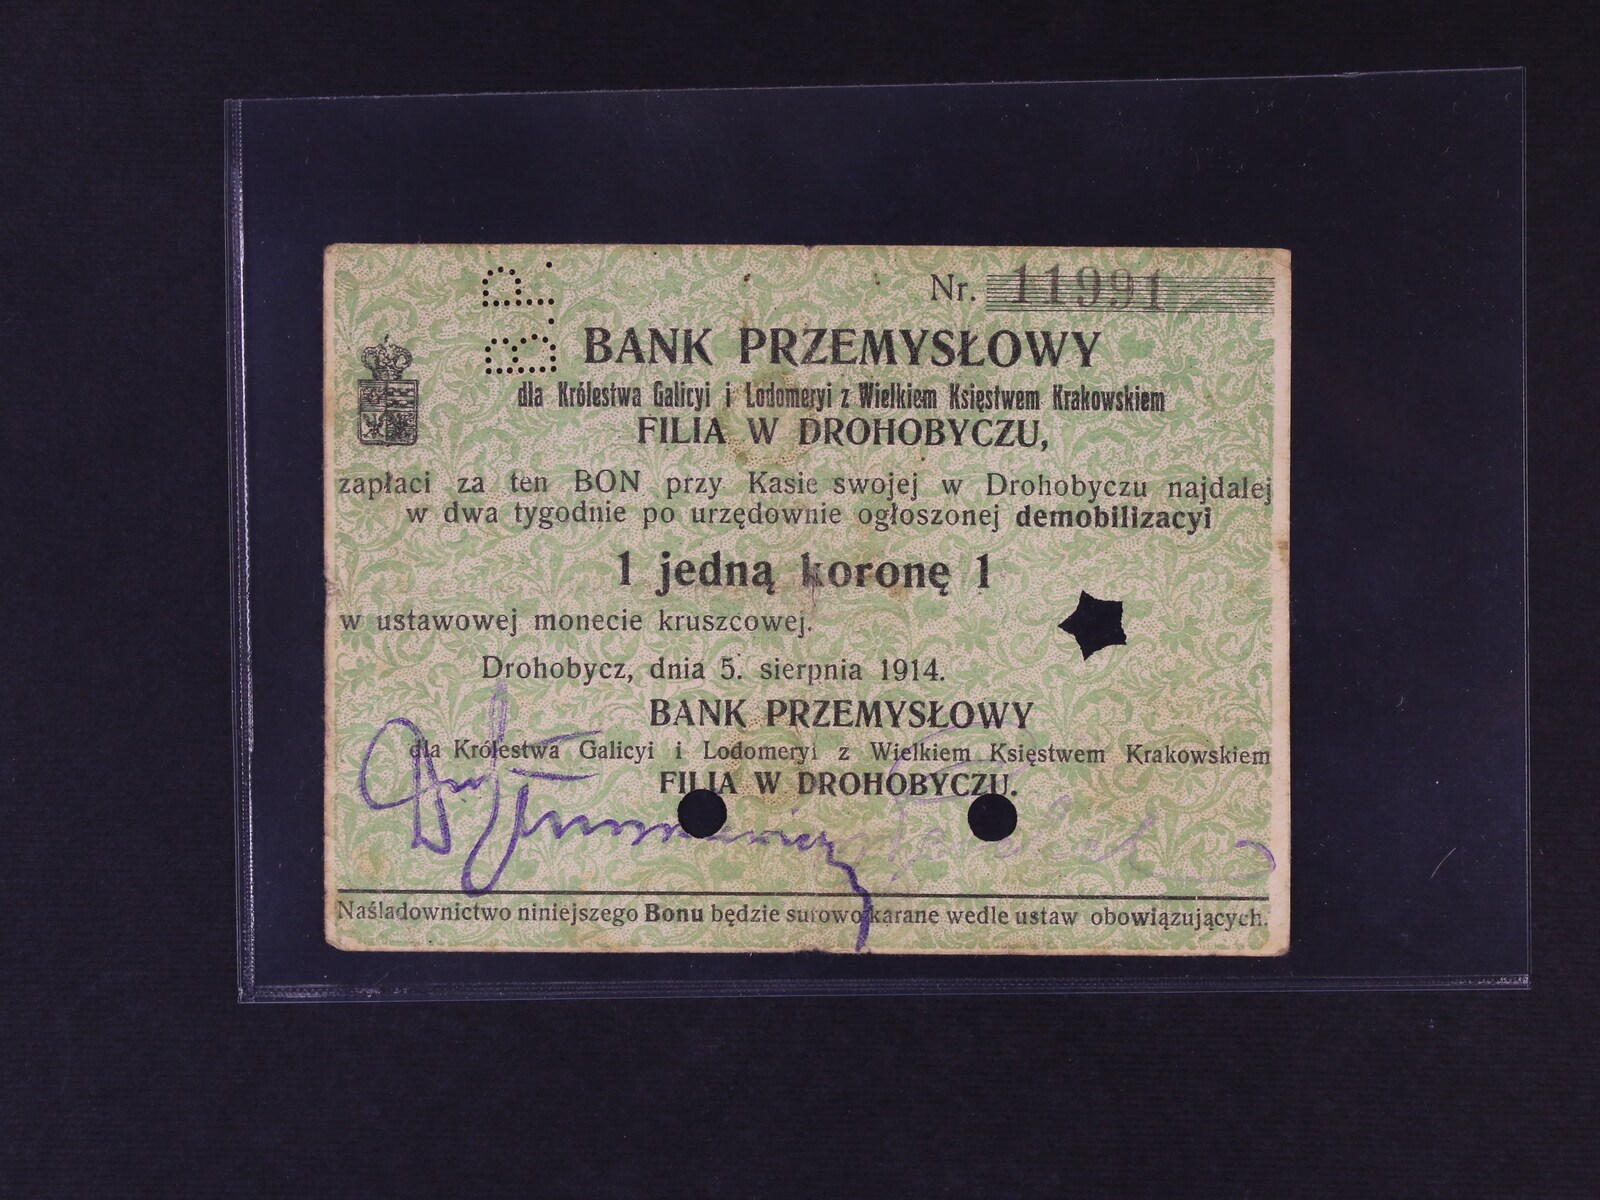 B.P.
Nr. 11991
BANK PRZEMYSŁOWY
dla Królestwa Galicyi i Lodomeryi z Wielkiem Księstwem Krakowskiem
FILIA W DROHOBYCZU,
zapłaci za ten BON przy Kasie swojej w Drohobyczu najdalej
w dwa tygodnie po urzędownie ogłoszonej demobilizacyi
1 jedną koronę 1
w ustawowej monecie kruszcowej.
Drohobycz, dnia 5. sierpnia 1914.
BANK PRZEMYSŁOWY
dla Królestwa Galicyi i Lodomeryi z Wielkiem Księstwem Krakowskiem
FILIA W DROHOBYCZU.
Naśladownictwo niniejszego Bonu będzie surowo karane wedle ustaw obowiązujących.